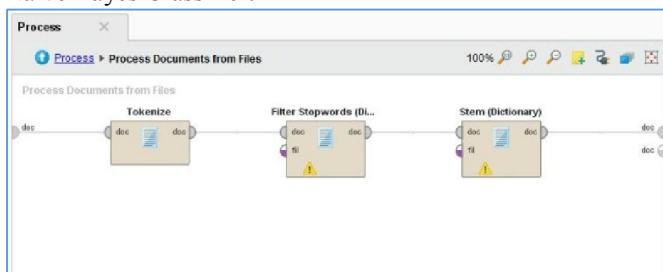 Process
Process ▸ Process Documents from Files 100%
Process Documents from Files
Tokenize Filter Stopwords (Di... Stem (Dictionary)
doc doc doc doc doc doc doc doc
fil fil doc